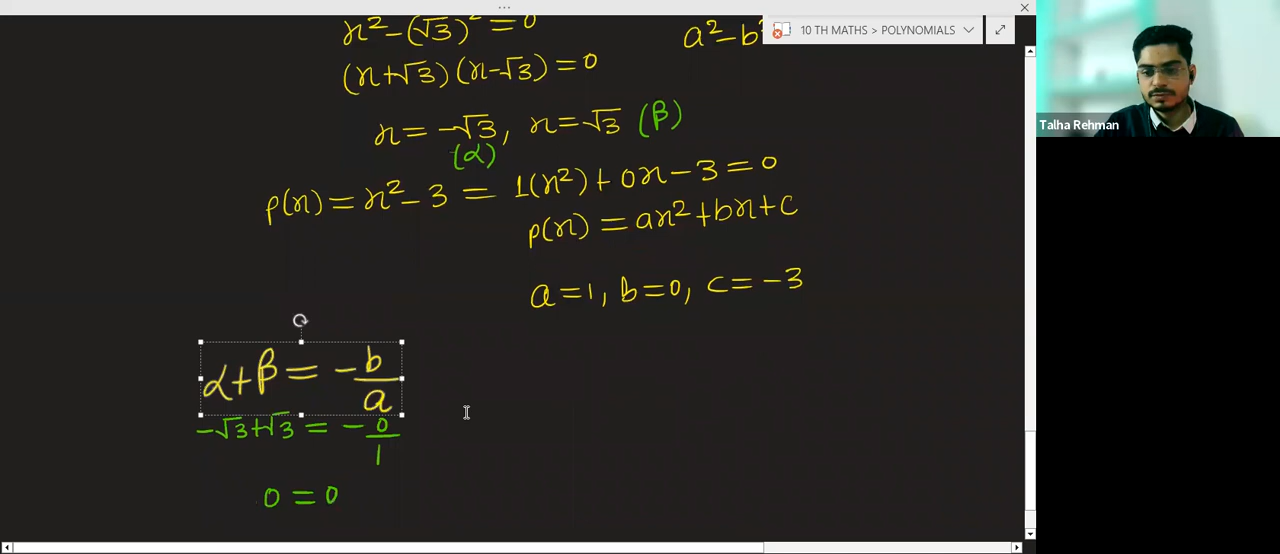 x² - (√3)² = 0
a² - b²
10 TH MATHS > POLYNOMIALS
(x+√3) (x-√3) = 0
Talha Rehman
x = -√3, x = √3 (β)
(α)
p(x) = x² - 3 = 1(x²) + 0x - 3 = 0
p(x) = ax² + bx + c
a = 1, b = 0, c = -3
α + β = -b/a
-√3 + √3 = -0/1
0 = 0